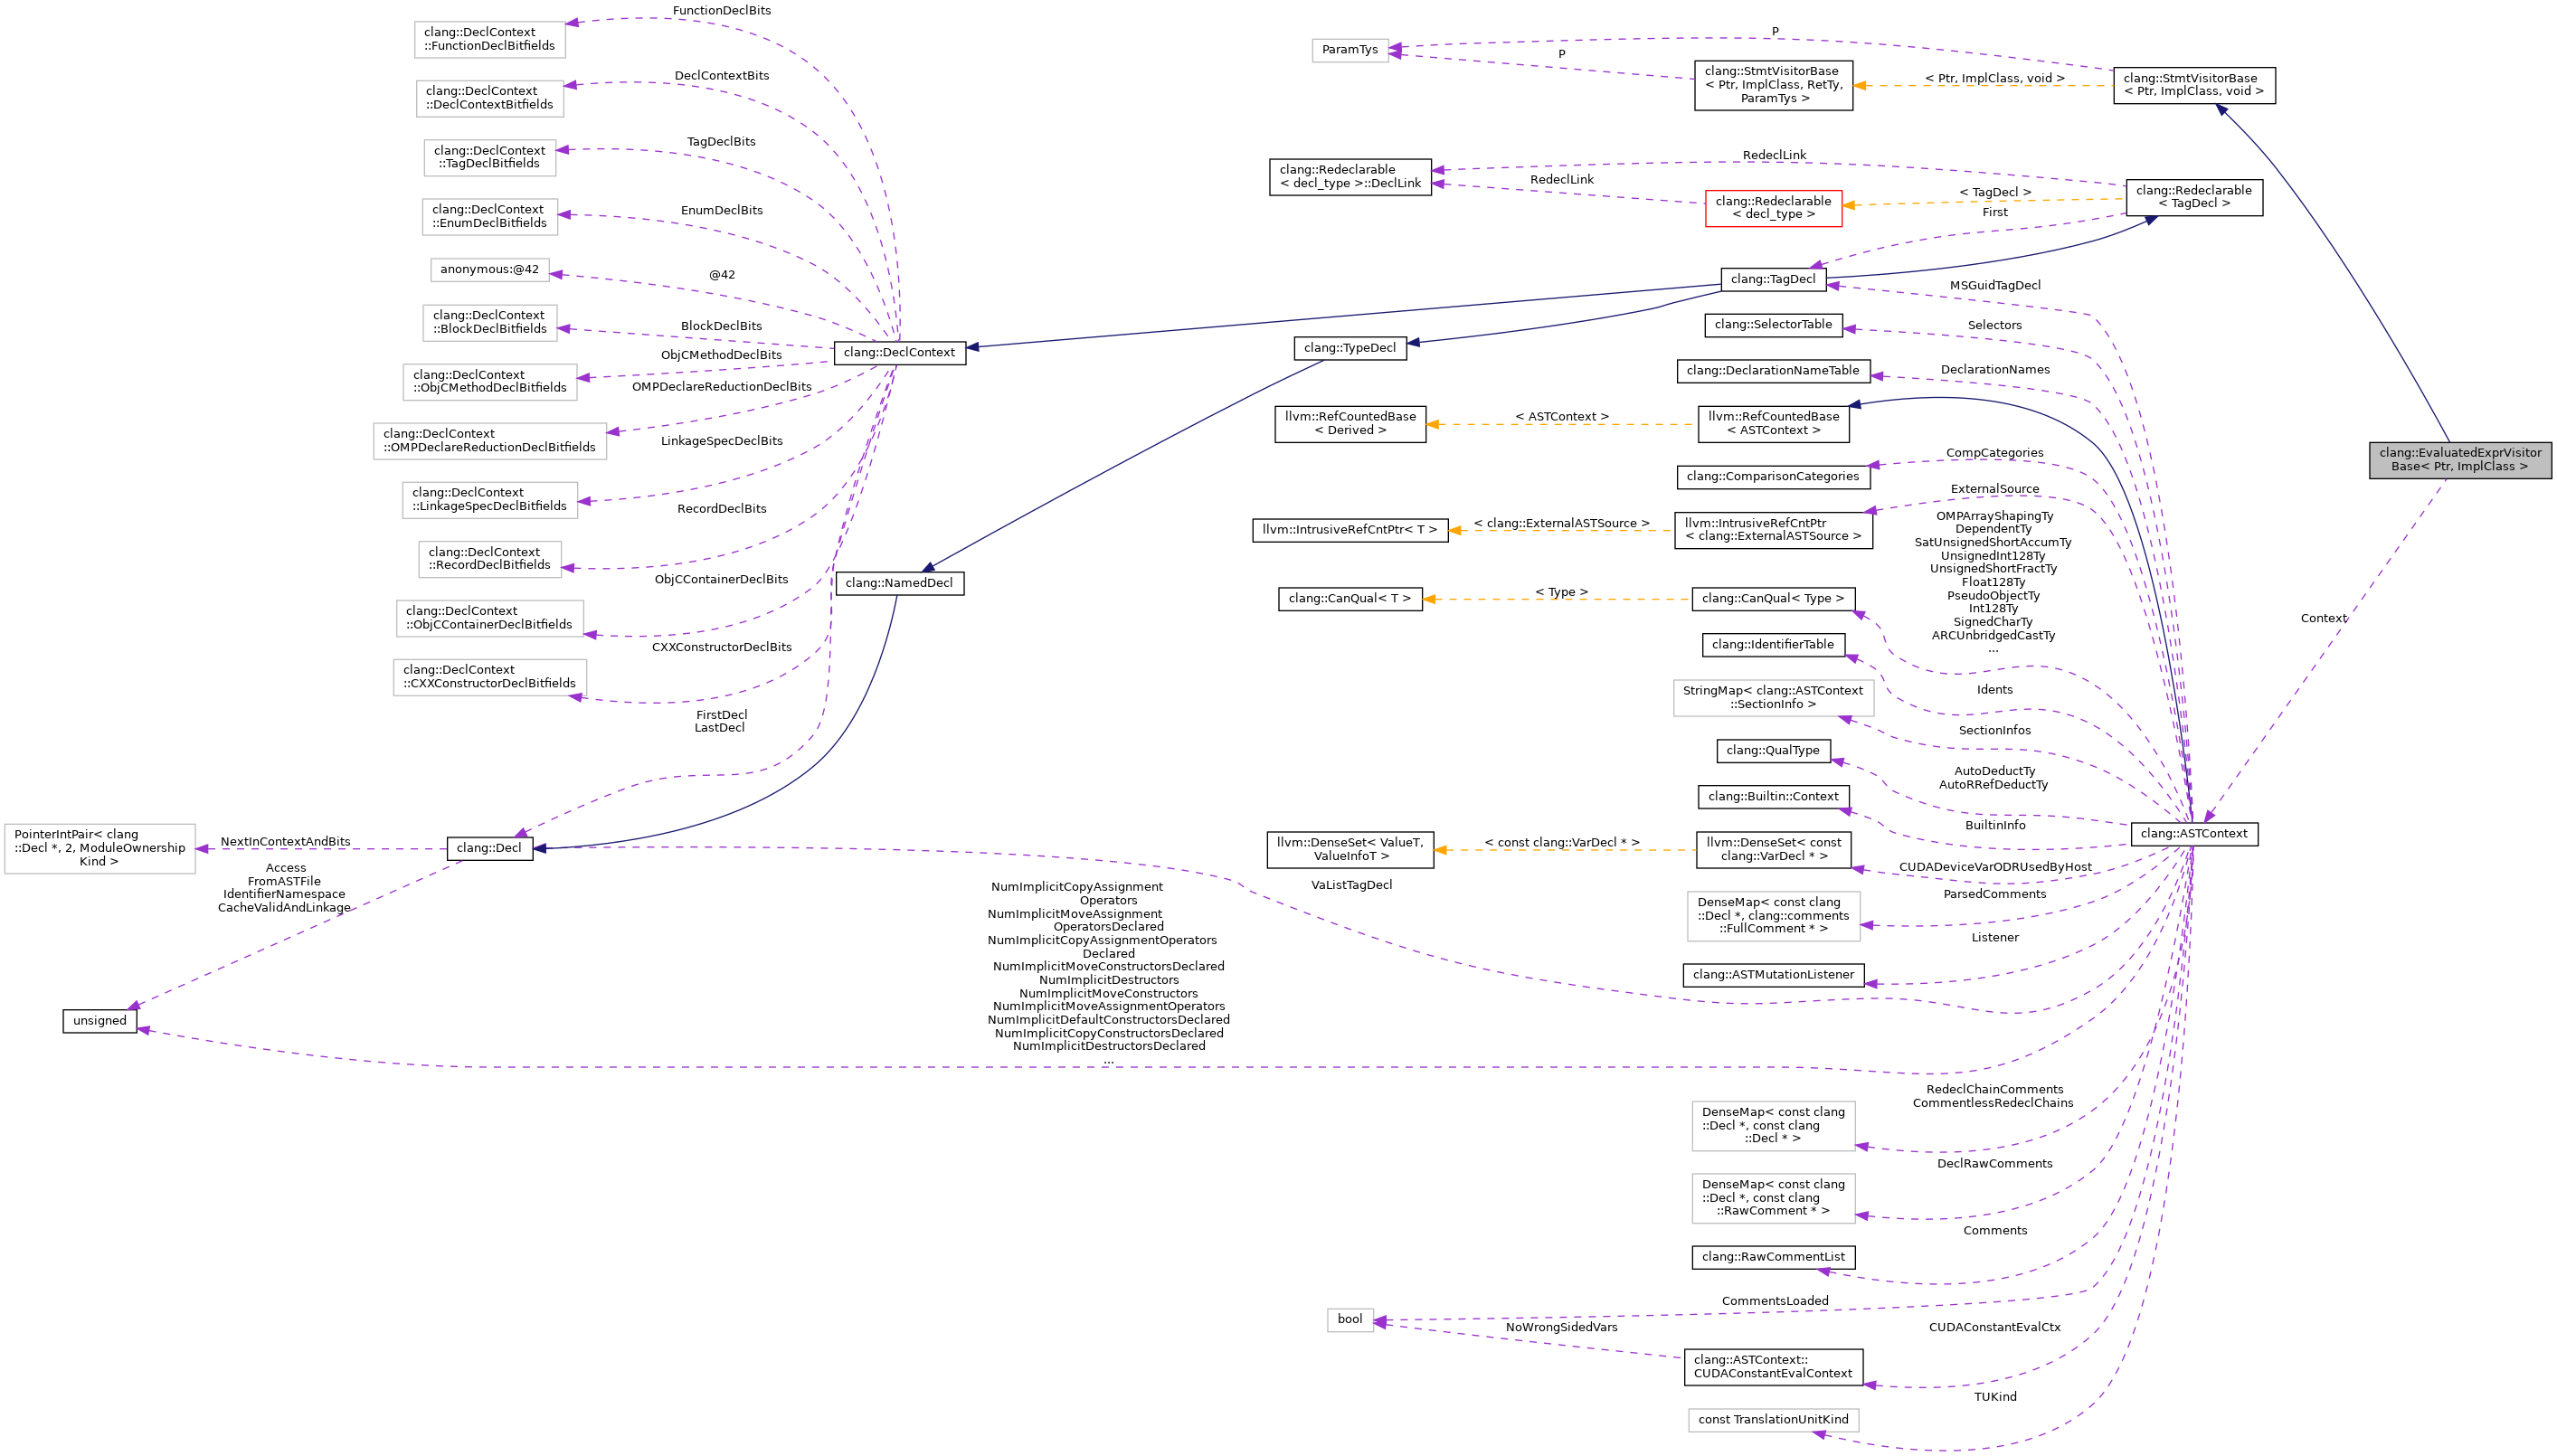 FunctionDeclBits
clang::DeclContext
::FunctionDeclBitfields
DeclContextBits
clang::DeclContext
::DeclContextBitfields
TagDeclBits
clang::DeclContext
::TagDeclBitfields
EnumDeclBits
clang::DeclContext
::EnumDeclBitfields
@42
anonymous:@42
BlockDeclBits
clang::DeclContext
::BlockDeclBitfields
clang::DeclContext
ObjCMethodDeclBits
clang::DeclContext
::ObjCMethodDeclBitfields
OMPDeclareReductionDeclBits
clang::DeclContext
::OMPDeclareReductionDeclBitfields
LinkageSpecDeclBits
clang::DeclContext
::LinkageSpecDeclBitfields
RecordDeclBits
clang::DeclContext
::RecordDeclBitfields
ObjCContainerDeclBits
clang::DeclContext
::ObjCContainerDeclBitfields
CXXConstructorDeclBits
clang::DeclContext
::CXXConstructorDeclBitfields
clang::NamedDecl
FirstDecl
LastDecl
PointerIntPair< clang
::Decl *, 2, ModuleOwnership
Kind >
NextInContextAndBits
clang::Decl
Access
FromASTFile
IdentifierNamespace
CacheValidAndLinkage
unsigned
NumImplicitCopyAssignment
Operators
NumImplicitMoveAssignment
OperatorsDeclared
NumImplicitCopyAssignmentOperators
Declared
NumImplicitMoveConstructorsDeclared
NumImplicitDestructors
NumImplicitMoveConstructors
NumImplicitMoveAssignmentOperators
NumImplicitDefaultConstructorsDeclared
NumImplicitCopyConstructorsDeclared
NumImplicitDestructorsDeclared
...
P
ParamTys
P
clang::StmtVisitorBase
< Ptr, ImplClass, RetTy,
ParamTys >
< Ptr, ImplClass, void >
clang::StmtVisitorBase
< Ptr, ImplClass, void >
RedeclLink
clang::Redeclarable
< decl_type >::DeclLink
RedeclLink
clang::Redeclarable
< decl_type >
< TagDecl >
First
clang::Redeclarable
< TagDecl >
clang::TagDecl
MSGuidTagDecl
clang::TypeDecl
clang::SelectorTable
Selectors
clang::DeclarationNameTable
DeclarationNames
llvm::RefCountedBase
< Derived >
< ASTContext >
llvm::RefCountedBase
< ASTContext >
clang::EvaluatedExprVisitor
Base< Ptr, ImplClass >
CompCategories
clang::ComparisonCategories
ExternalSource
llvm::IntrusiveRefCntPtr< T >
< clang::ExternalASTSource >
llvm::IntrusiveRefCntPtr
< clang::ExternalASTSource >
OMPArrayShapingTy
DependentTy
SatUnsignedShortAccumTy
UnsignedInt128Ty
UnsignedShortFractTy
Float128Ty
PseudoObjectTy
Int128Ty
SignedCharTy
ARCUnbridgedCastTy
...
clang::CanQual< T >
< Type >
clang::CanQual< Type >
Context
clang::IdentifierTable
Idents
StringMap< clang::ASTContext
::SectionInfo >
SectionInfos
clang::QualType
AutoDeductTy
AutoRRefDeductTy
clang::Builtin::Context
BuiltinInfo
clang::ASTContext
llvm::DenseSet< ValueT,
ValueInfoT >
< const clang::VarDecl * >
llvm::DenseSet< const
clang::VarDecl * >
CUDADeviceVarODRUsedByHost
VaListTagDecl
DenseMap< const clang
::Decl *, clang::comments
::FullComment * >
ParsedComments
Listener
clang::ASTMutationListener
RedeclChainComments
CommentlessRedeclChains
DenseMap< const clang
::Decl *, const clang
::Decl * >
DeclRawComments
DenseMap< const clang
::Decl *, const clang
::RawComment * >
Comments
clang::RawCommentList
CommentsLoaded
bool
NoWrongSidedVars
CUDAConstantEvalCtx
clang::ASTContext::
CUDAConstantEvalContext
TUKind
const TranslationUnitKind